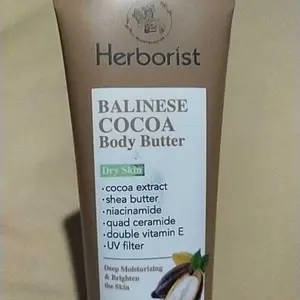 Herborist
BALINESE
COCOA
Body Butter
Dry Skin
• cocoa extract
• shea butter
• niacinamide
• quad ceramide
• double vitamin E
• UV filter
Deep Moisturizing
& Brighten
the Skin